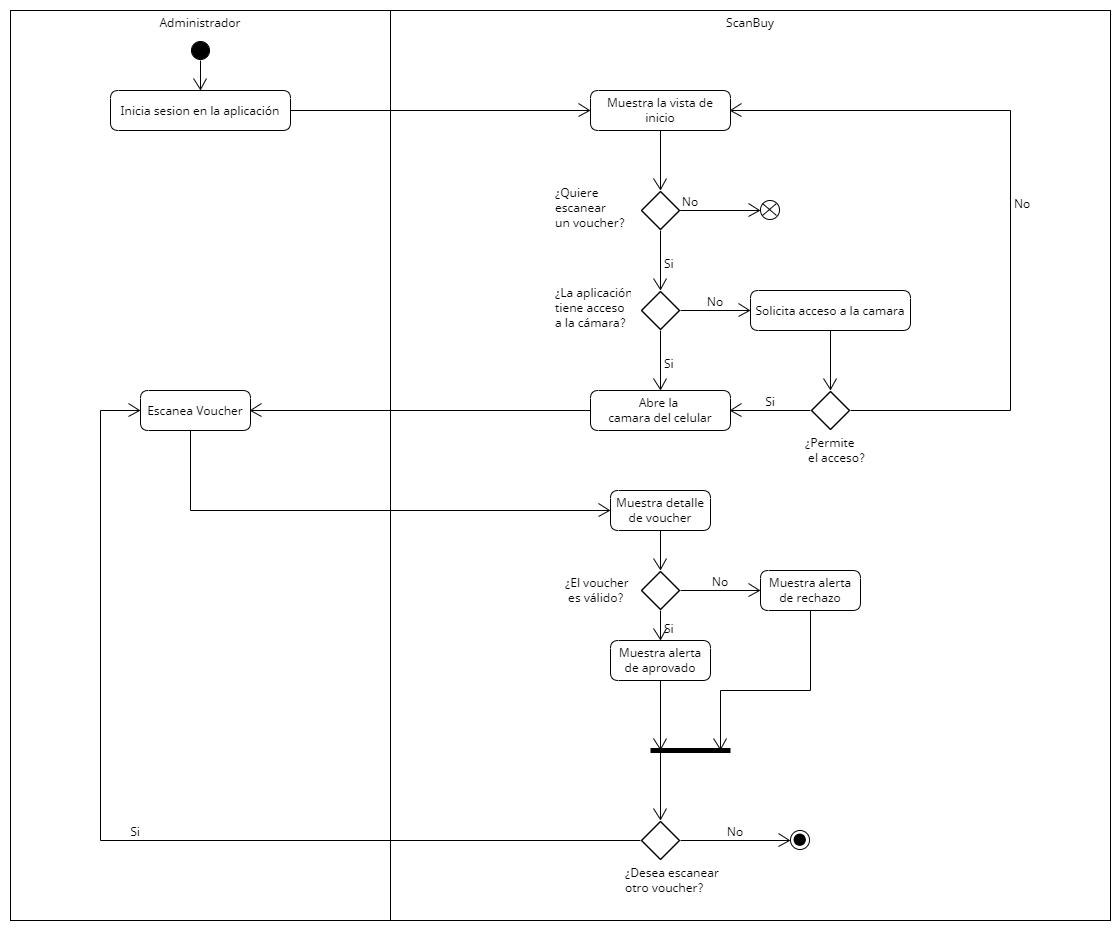 Administrador
ScanBuy
Inicia sesion en la aplicación
Muestra la vista de
inicio
¿Quiere
escanear
un voucher?
No
No
Si
¿La aplicación
tiene acceso
a la cámara?
No
Solicita acceso a la camara
Si
Escanea Voucher
Abre la
camara del celular
Si
¿Permite
el acceso?
Muestra detalle
de voucher
¿El voucher
es válido?
No
Muestra alerta
de rechazo
Si
Muestra alerta
de aprovado
Si
No
¿Desea escanear
otro voucher?